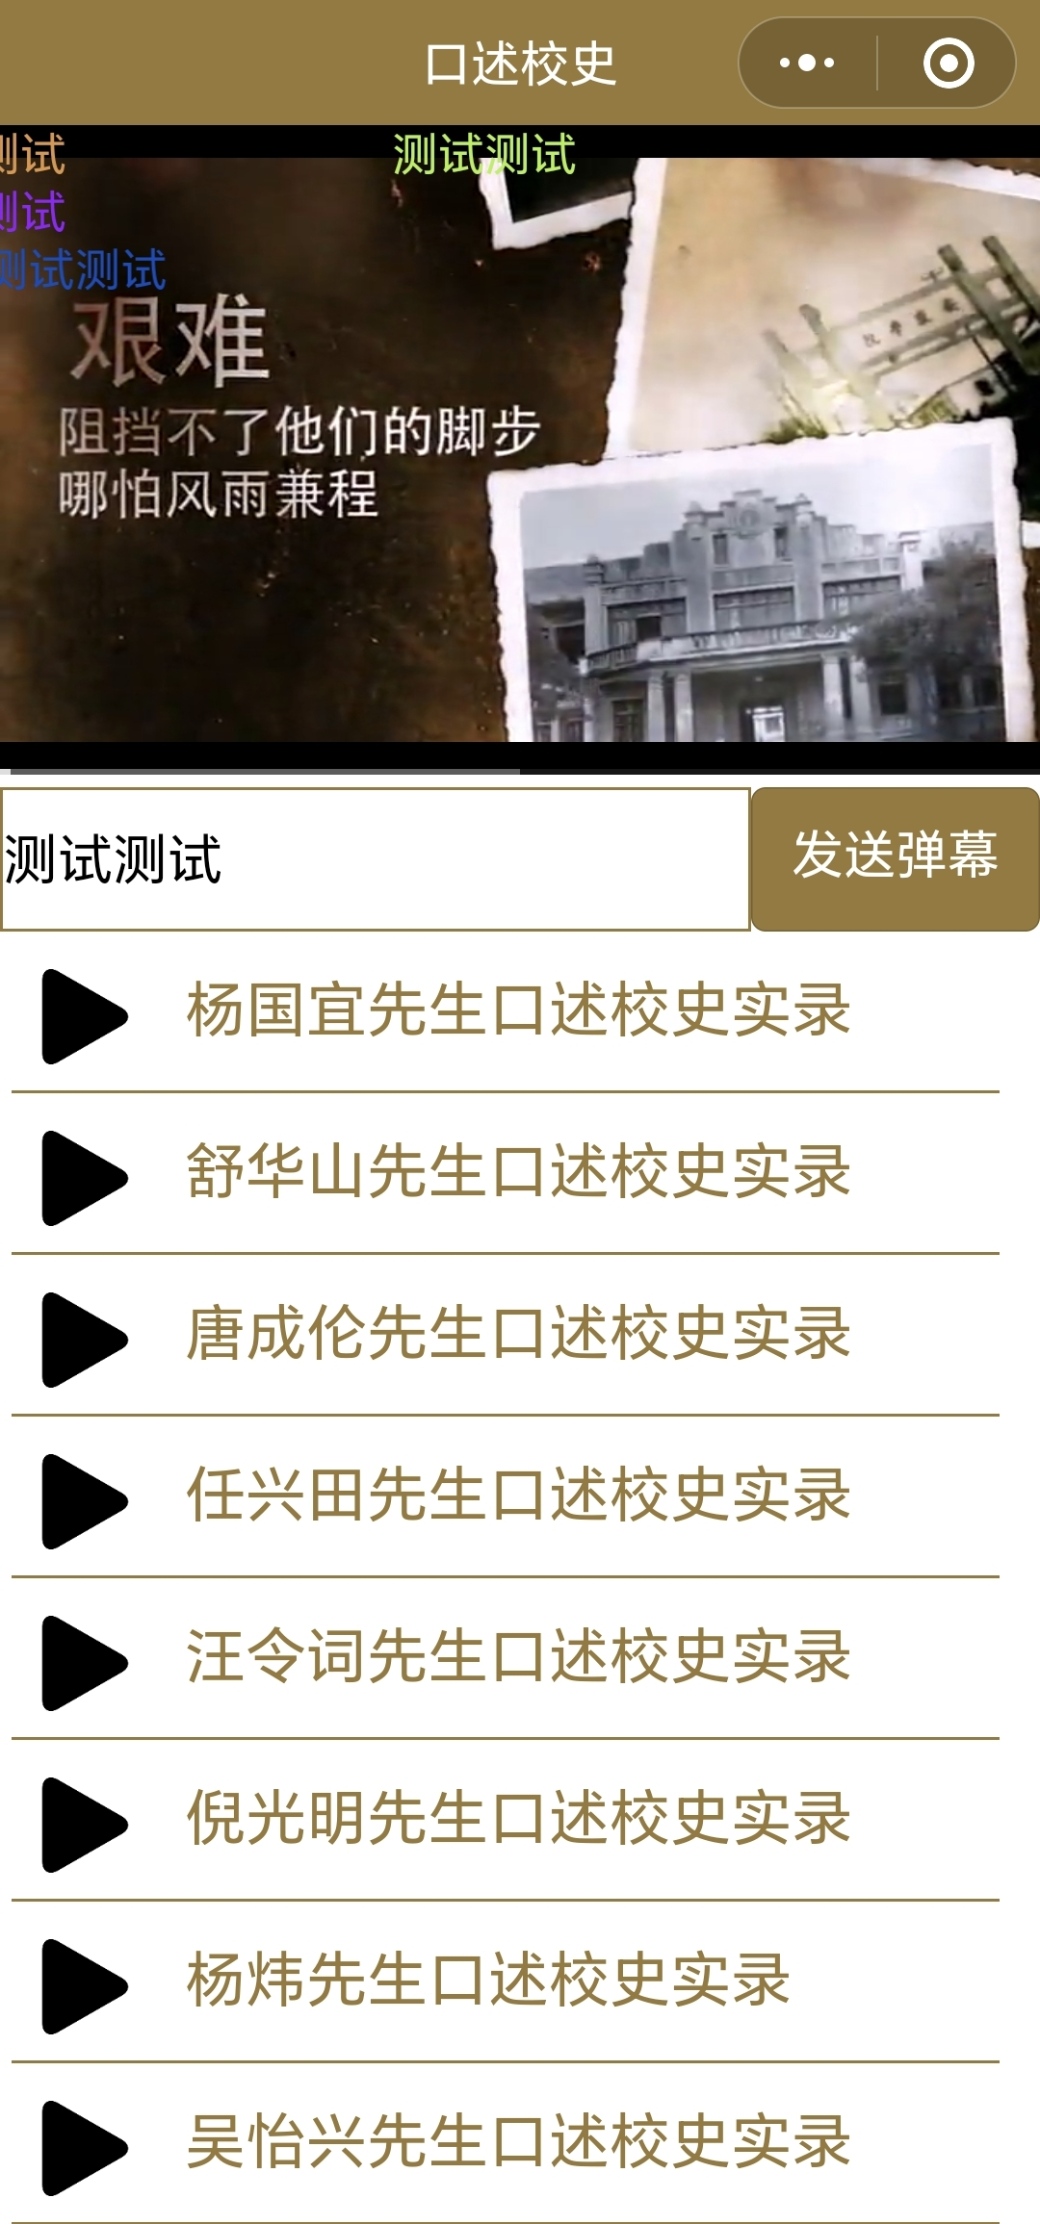 口述校史
测试
测试测试
测试
测试测试
艰难
阻挡不了他们的脚步
哪怕风雨兼程
测试测试
发送弹幕
杨国宜先生口述校史实录
舒华山先生口述校史实录
唐成伦先生口述校史实录
任兴田先生口述校史实录
汪令词先生口述校史实录
倪光明先生口述校史实录
杨炜先生口述校史实录
吴怡兴先生口述校史实录